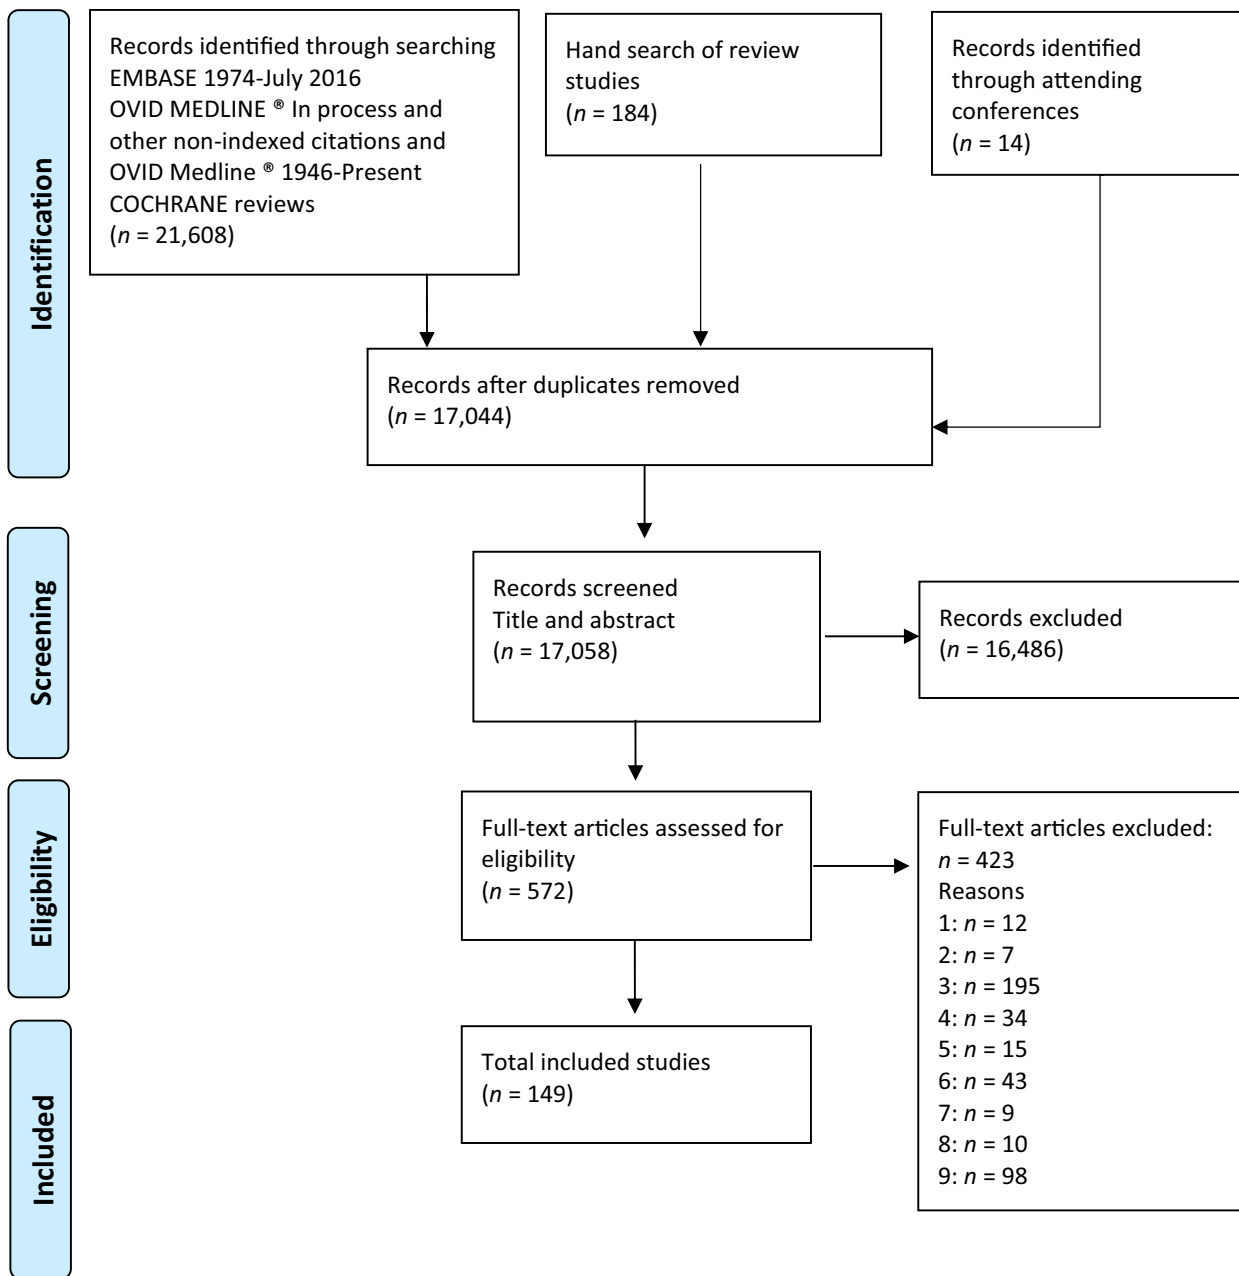 Identification
Records identified through searching
EMBASE 1974-July 2016
OVID MEDLINE ® In process and
other non-indexed citations and
OVID Medline ® 1946-Present
COCHRANE reviews
(n = 21,608)
Hand search of review
studies
(n = 184)
Records identified
through attending
conferences
(n = 14)
Records after duplicates removed
(n = 17,044)
Screening
Records screened
Title and abstract
(n = 17,058)
Records excluded
(n = 16,486)
Eligibility
Full-text articles assessed for
eligibility
(n = 572)
Full-text articles excluded:
n = 423
Reasons
1: n = 12
2: n = 7
3: n = 195
4: n = 34
5: n = 15
6: n = 43
7: n = 9
8: n = 10
9: n = 98
Included
Total included studies
(n = 149)